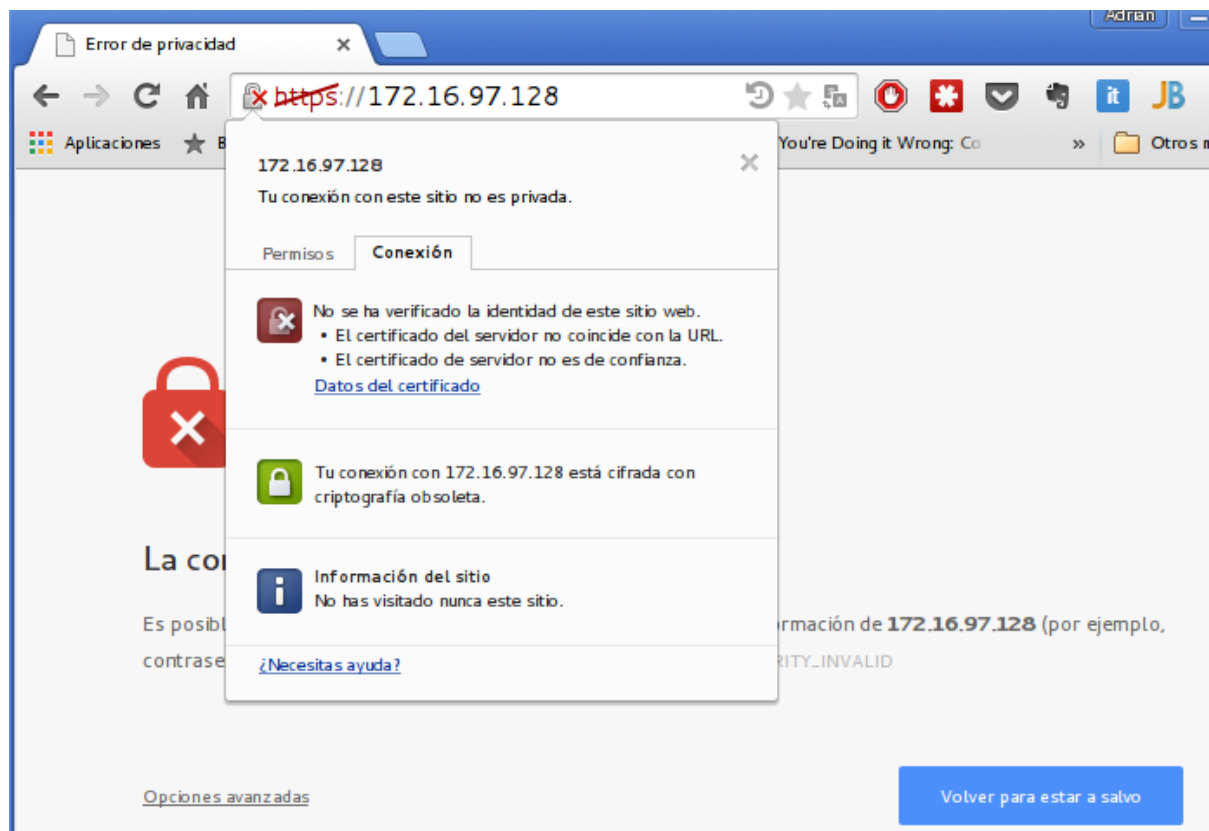 Adrian
Error de privacidad
https://172.16.97.128
it
JB
Aplicaciones
You're Doing it Wrong: Co
»
Otros m
172.16.97.128
Tu conexión con este sitio no es privada.
Permisos
Conexión
No se ha verificado la identidad de este sitio web.
• El certificado del servidor no coincide con la URL.
• El certificado de servidor no es de confianza.
Datos del certificado
Tu conexión con 172.16.97.128 está cifrada con
criptografía obsoleta.
La co
Información del sitio
No has visitado nunca este sitio.
Es posibl
rmación de 172.16.97.128 (por ejemplo,
contrase
RITY_INVALID
¿Necesitas ayuda?
Opciones avanzadas
Volver para estar a salvo